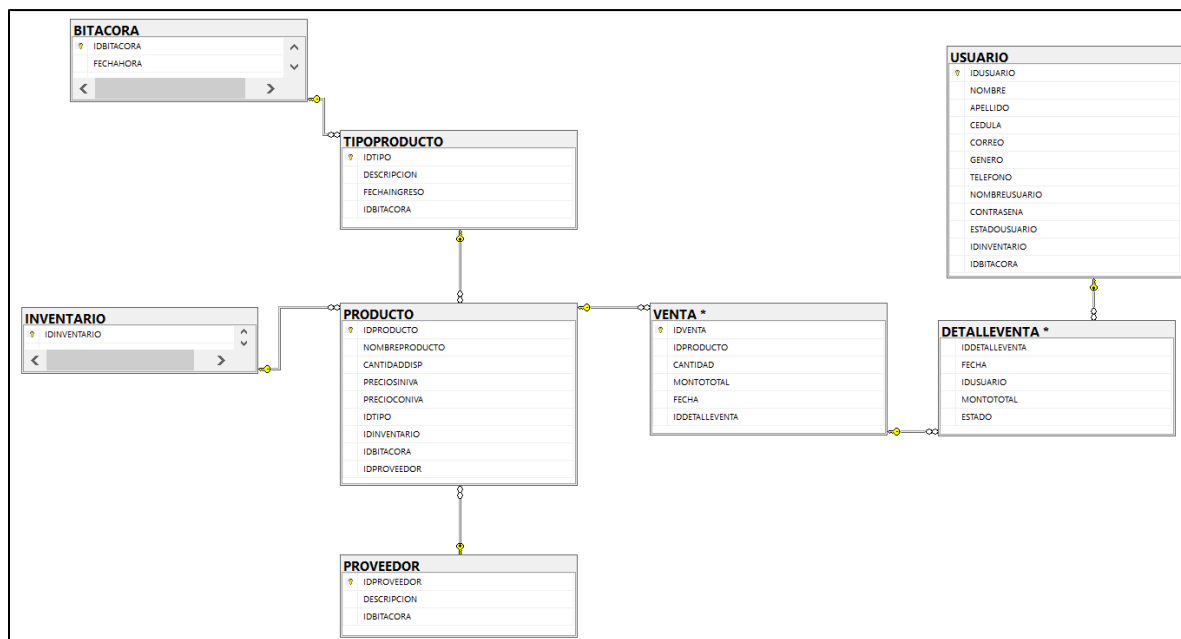 BITACORA
IDBITACORA
FECHAHORA
TIPOPRODUCTO
IDTIPO
DESCRIPCION
FECHAINGRESO
IDBITACORA
USUARIO
IDUSUARIO
NOMBRE
APELLIDO
CEDULA
CORREO
GENERO
TELEFONO
NOMBREUSUARIO
CONTRASENA
ESTADOUSUARIO
IDINVENTARIO
IDBITACORA
INVENTARIO
IDINVENTARIO
PRODUCTO
IDPRODUCTO
NOMBREPRODUCTO
CANTIDADDISP
PRECIOSINIVA
PRECIOCONIVA
IDTIPO
IDINVENTARIO
IDBITACORA
IDPROVEEDOR
VENTA *
IDVENTA
IDPRODUCTO
CANTIDAD
MONTOTOTAL
FECHA
IDDETALLEVENTA
DETALLEVENTA *
IDDETALLEVENTA
FECHA
IDUSUARIO
MONTOTOTAL
ESTADO
PROVEEDOR
IDPROVEEDOR
DESCRIPCION
IDBITACORA